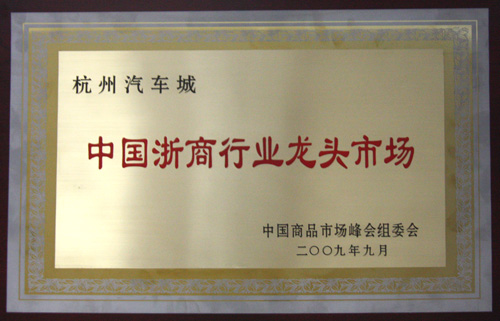 杭州汽车城
中国浙商行业龙头市场
中国商品市场峰会组委会
二〇〇九年九月